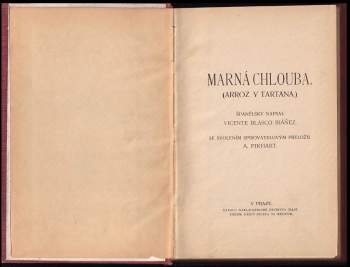 MARNÁ CHLOUBA.
(ARROZ Y TARTANA.)
ŠPANĚLSKY NAPSAL
VICENTE BLASCO IBÁÑEZ.
SE SVOLENÍM SPISOVATELOVÝM PŘELOŽIL
A. PIKHART.
V PRAZE.